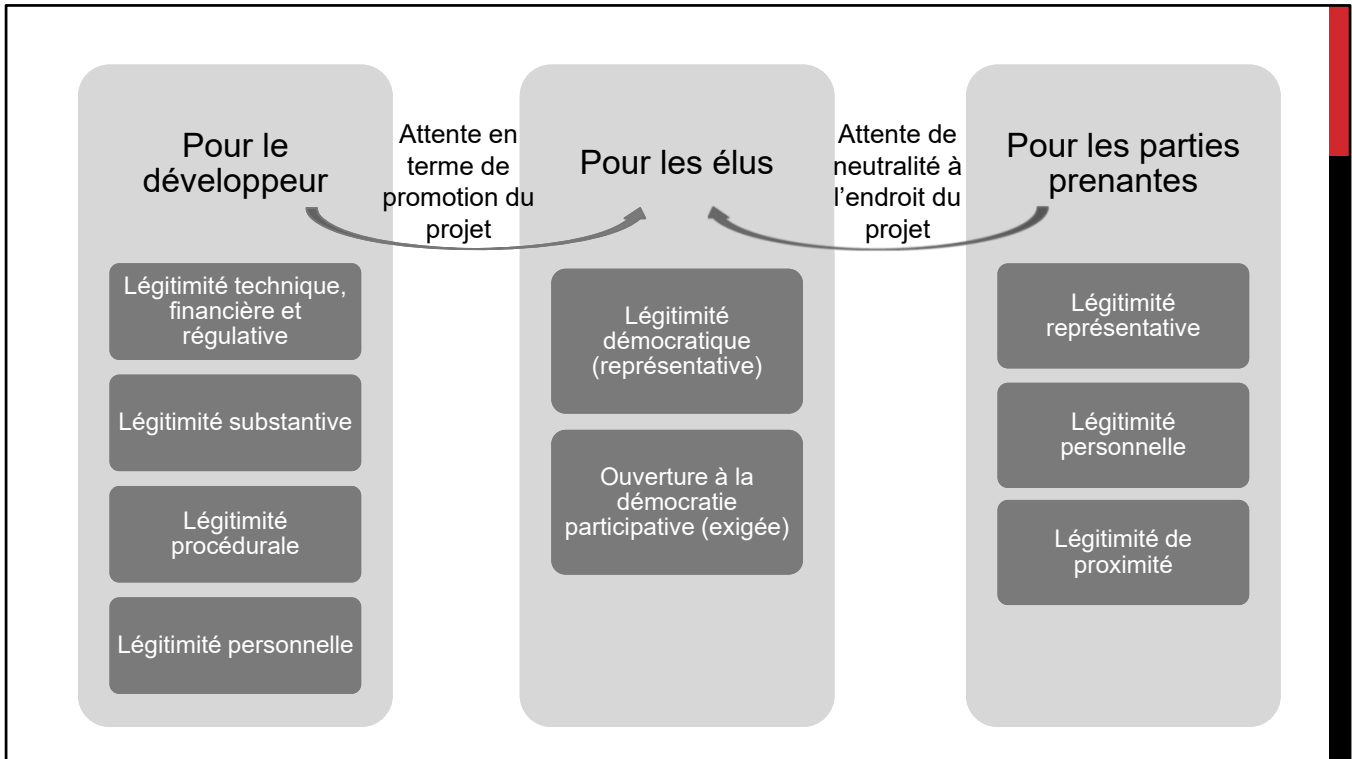 Pour le
développeur
Légitimité technique,
financière et
régulative
Légitimité substantive
Légitimité
procédurale
Légitimité personnelle
Attente en
terme de
promotion du
projet
Pour les élus
Légitimité
démocratique
(représentative)
Ouverture à la
démocratie
participative (exigée)
Attente de
neutralité à
l'endroit du
projet
Pour les parties
prenantes
Légitimité
représentative
Légitimité
personnelle
Légitimité de
proximité